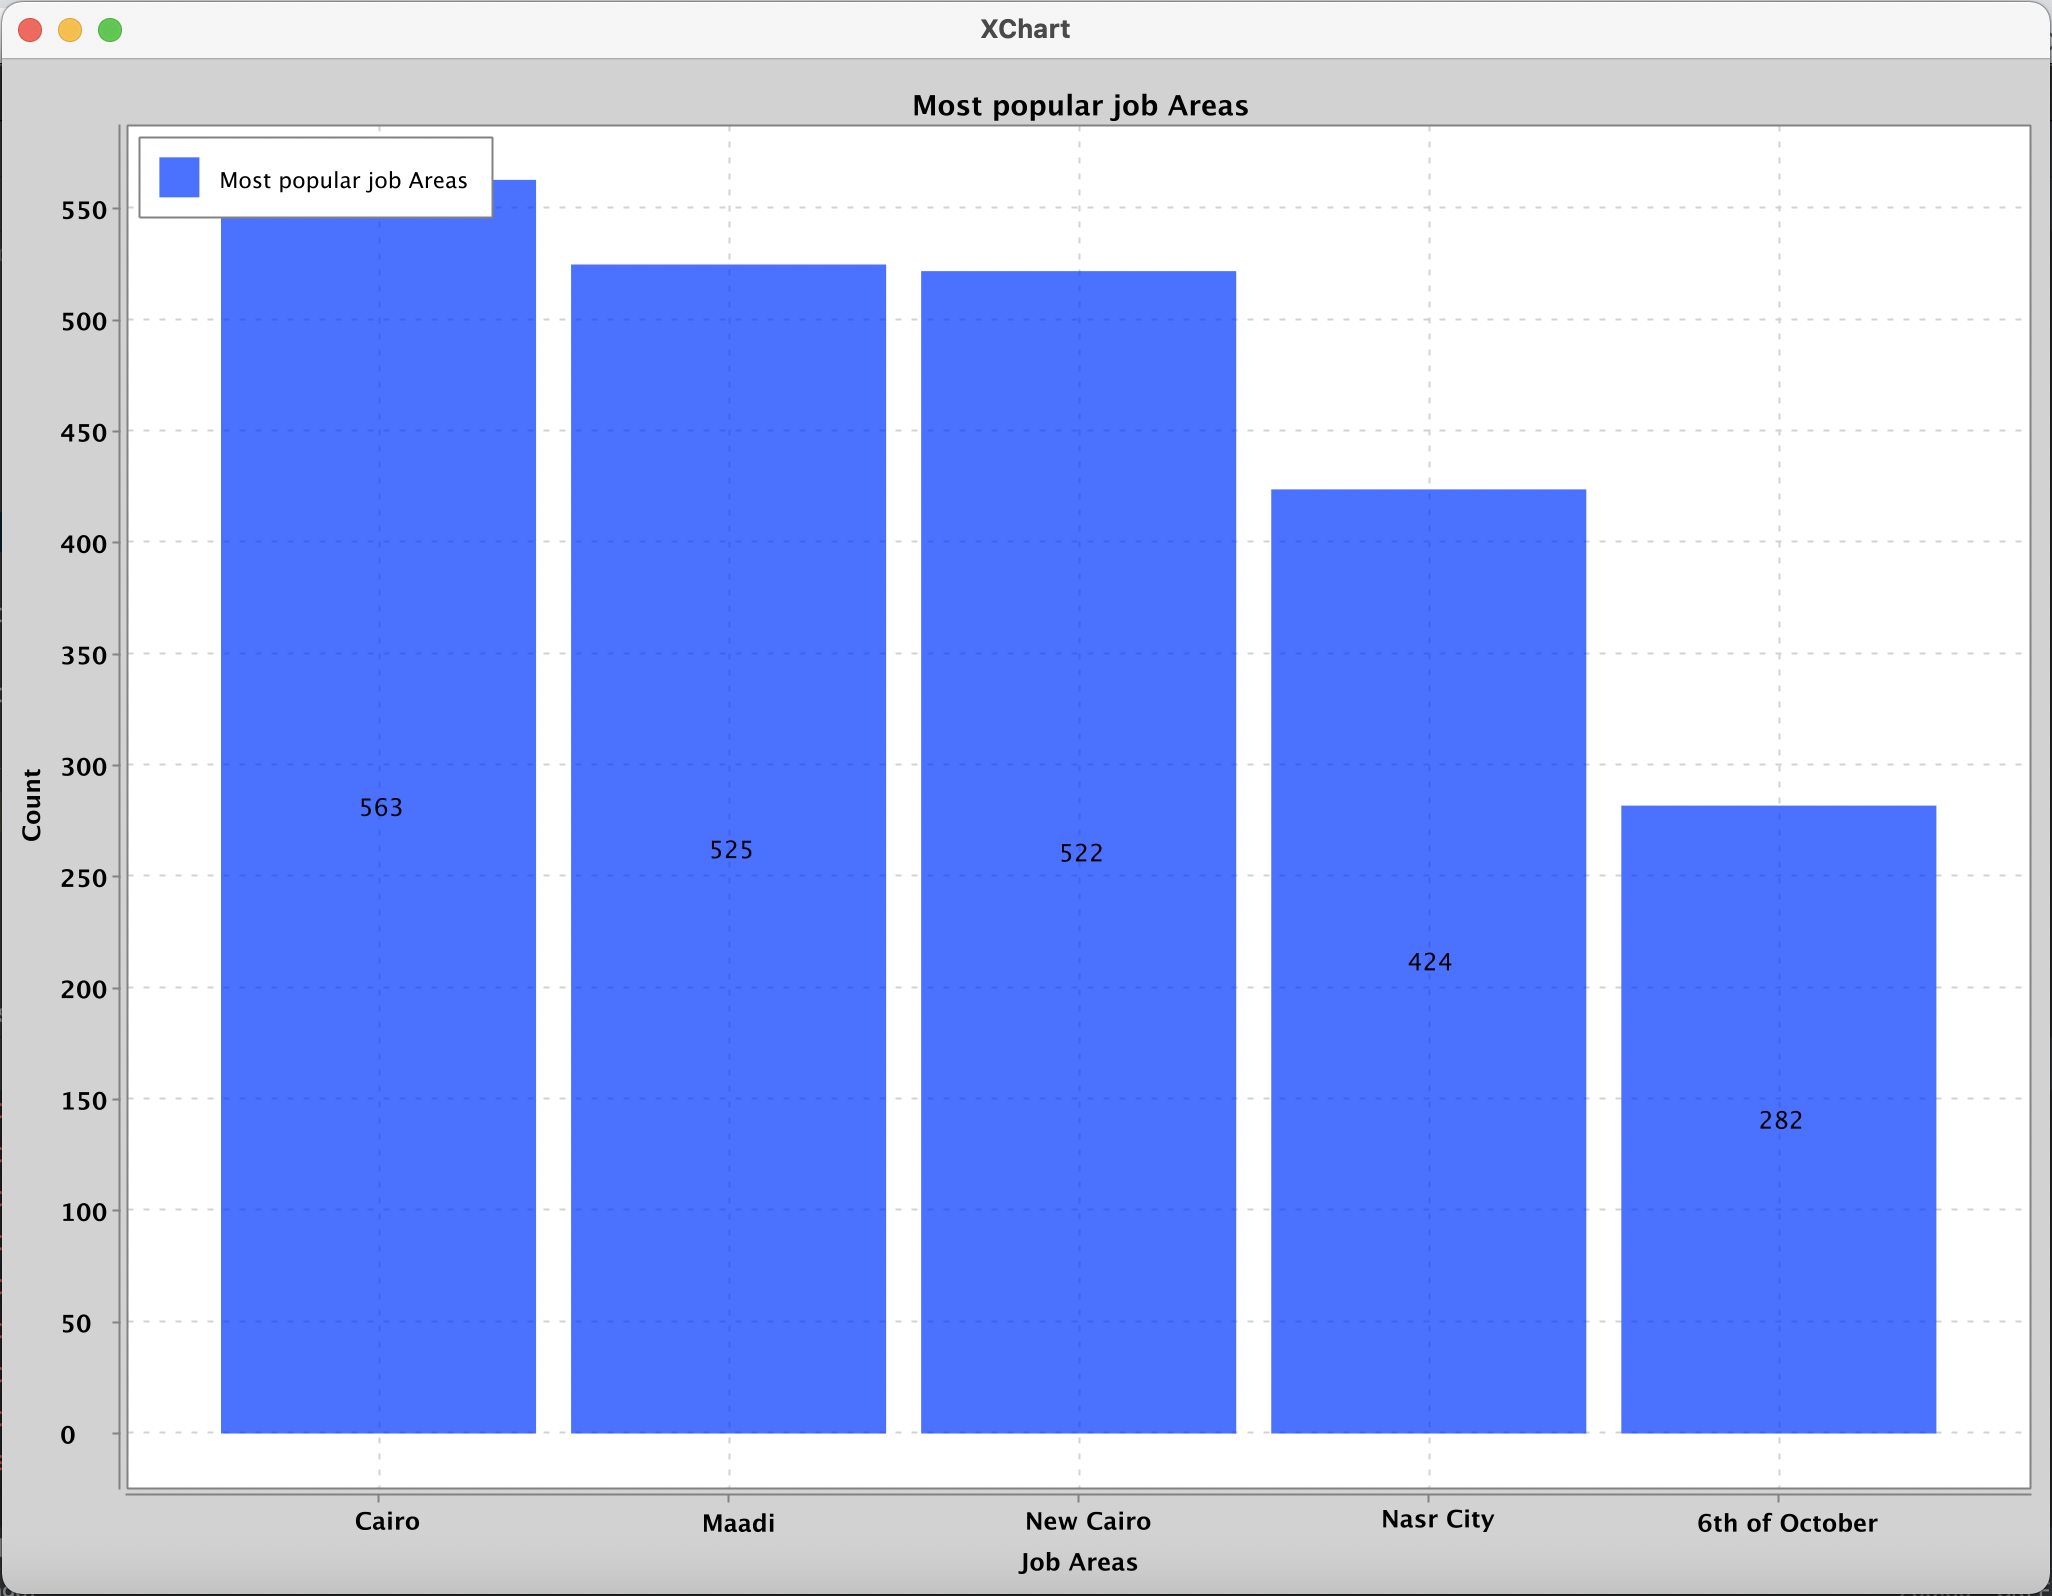 XChart
Most popular job Areas
Most popular job Areas
550
500
450
400
350
300
250
200
150
100
50
0
Count
563
525
522
424
282
Cairo
Maadi
New Cairo
Nasr City
6th of October
Job Areas